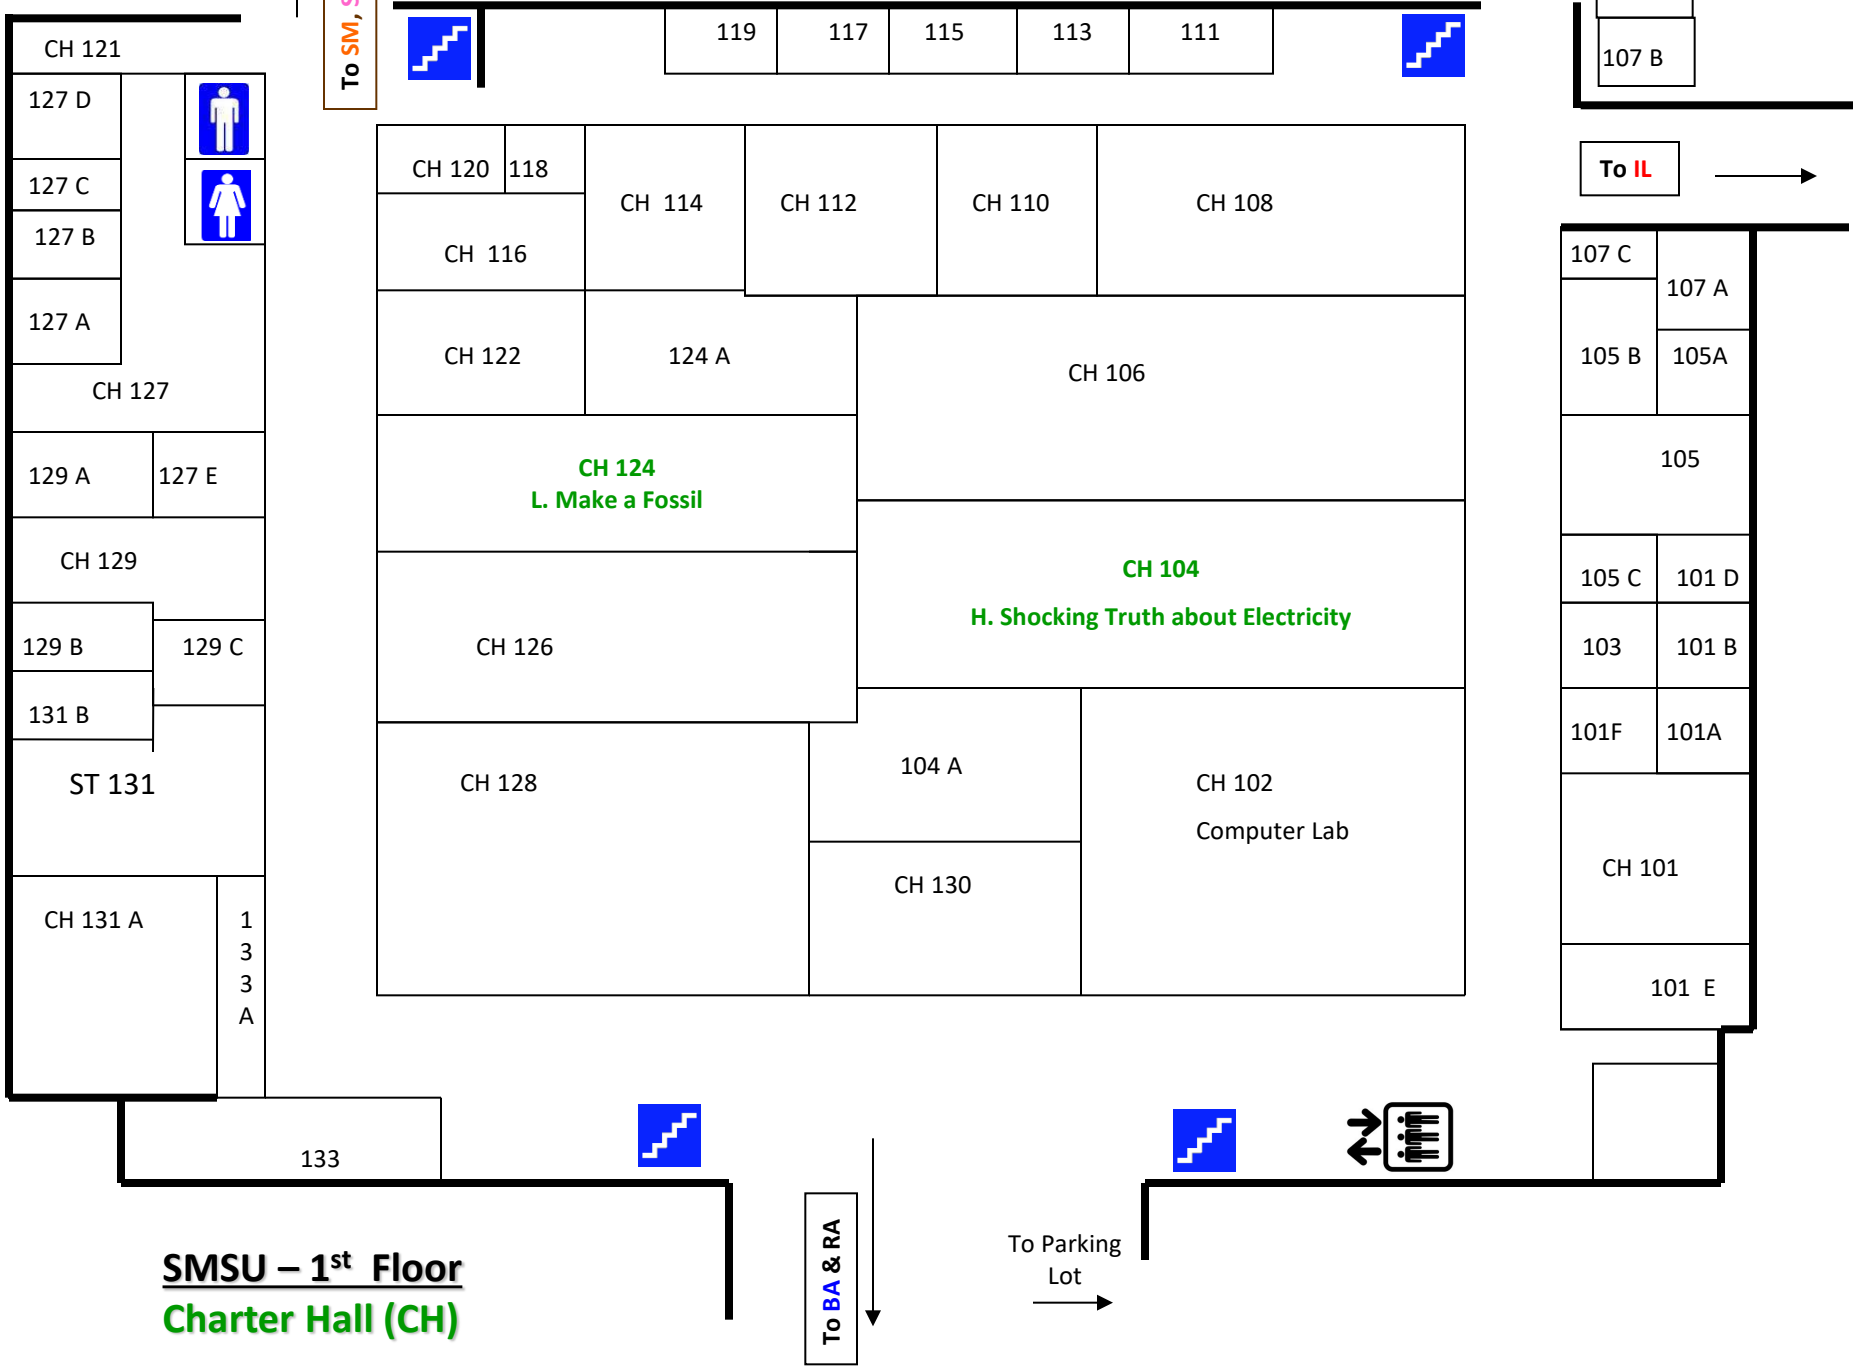 To SM, S
CH 121
119
117
115
113
111
107 B
127 D
127 C
127 B
127 A
CH 127
129 A
127 E
CH 129
129 B
129 C
131 B
ST 131
CH 131 A
1
3
3
A
133
CH 120
118
CH 114
CH 112
CH 110
CH 108
CH 116
CH 122
124 A
CH 106
CH 124
L. Make a Fossil
CH 104
H. Shocking Truth about Electricity
CH 126
CH 128
104 A
CH 102
Computer Lab
CH 130
To IL
107 C
107 A
105 B
105A
105
105 C
101 D
103
101 B
101F
101A
CH 101
101 E
To BA & RA
To Parking
Lot
SMSU – 1st Floor
Charter Hall (CH)